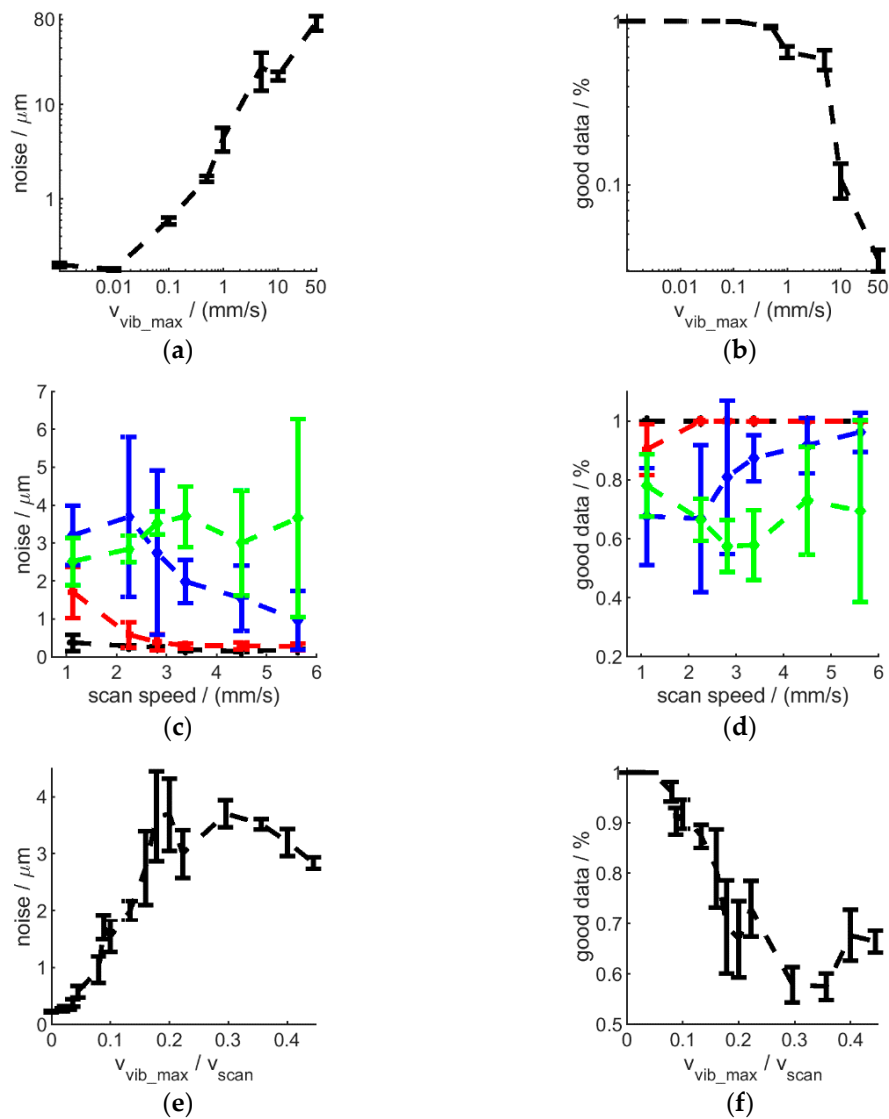 80
10
1
noise / μm
0.01 0.1 1 10 50
v_vib_max / (mm/s)
(a)
1
0.1
good data / %
0.01 0.1 1 10 50
v_vib_max / (mm/s)
(b)
7
6
5
4
3
2
1
0
noise / μm
1 2 3 4 5 6
scan speed / (mm/s)
(c)
1
0.8
0.6
0.4
0.2
good data / %
1 2 3 4 5 6
scan speed / (mm/s)
(d)
4
3
2
1
0
noise / μm
0 0.1 0.2 0.3 0.4
v_vib_max / v_scan
(e)
1
0.9
0.8
0.7
0.6
0.5
good data / %
0 0.1 0.2 0.3 0.4
v_vib_max / v_scan
(f)